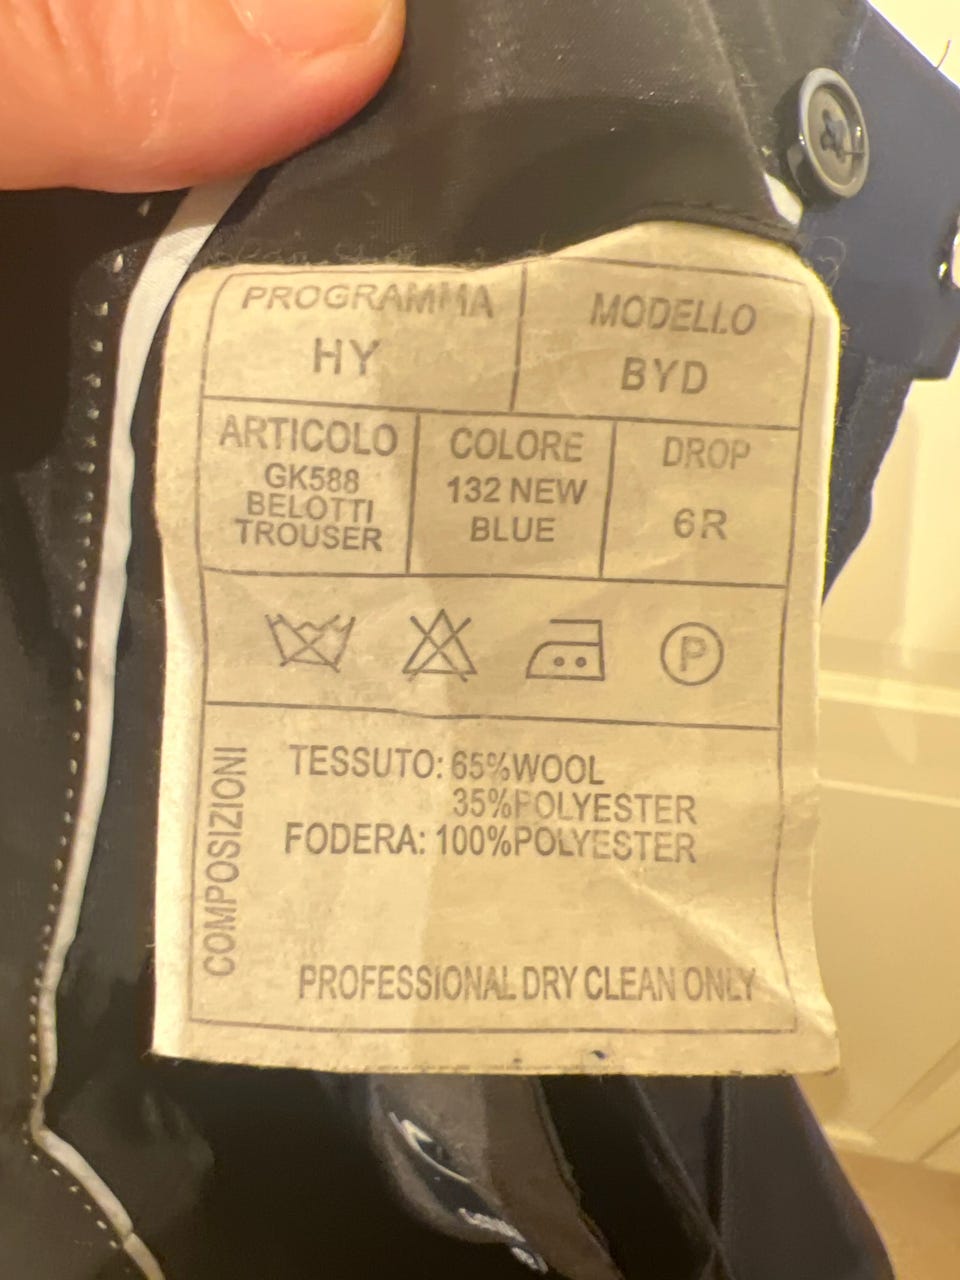 PROGRAMMA
HY
MODELLO
BYD
ARTICOLO
GK588
BELOTTI
TROUSER
COLORE
132 NEW
BLUE
DROP
6R
P
COMPOSIZIONI
TESSUTO: 65%WOOL
35%POLYESTER
FODERA: 100%POLYESTER
PROFESSIONAL DRY CLEAN ONLY